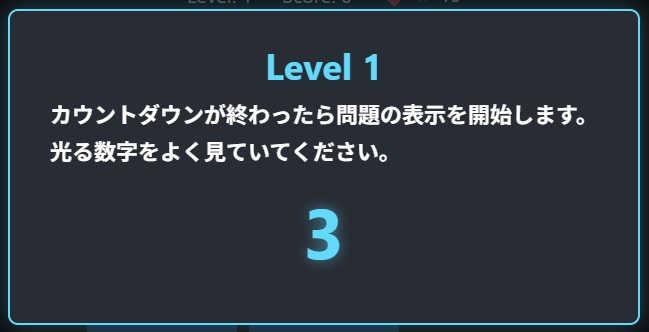 Level 1
カウントダウンが終わったら問題の表示を開始します。
光る数字をよく見ていてください。
3